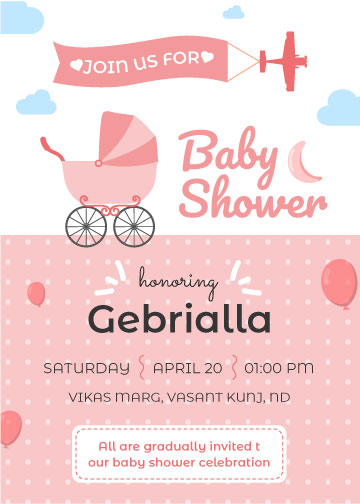 JOIN US FOR
Baby
Shower
honoring
Gebrialla
SATURDAY APRIL 20 01:00 PM
VIKAS MARG, VASANT KUNJ, ND
All are gradually invited t
our baby shower celebration